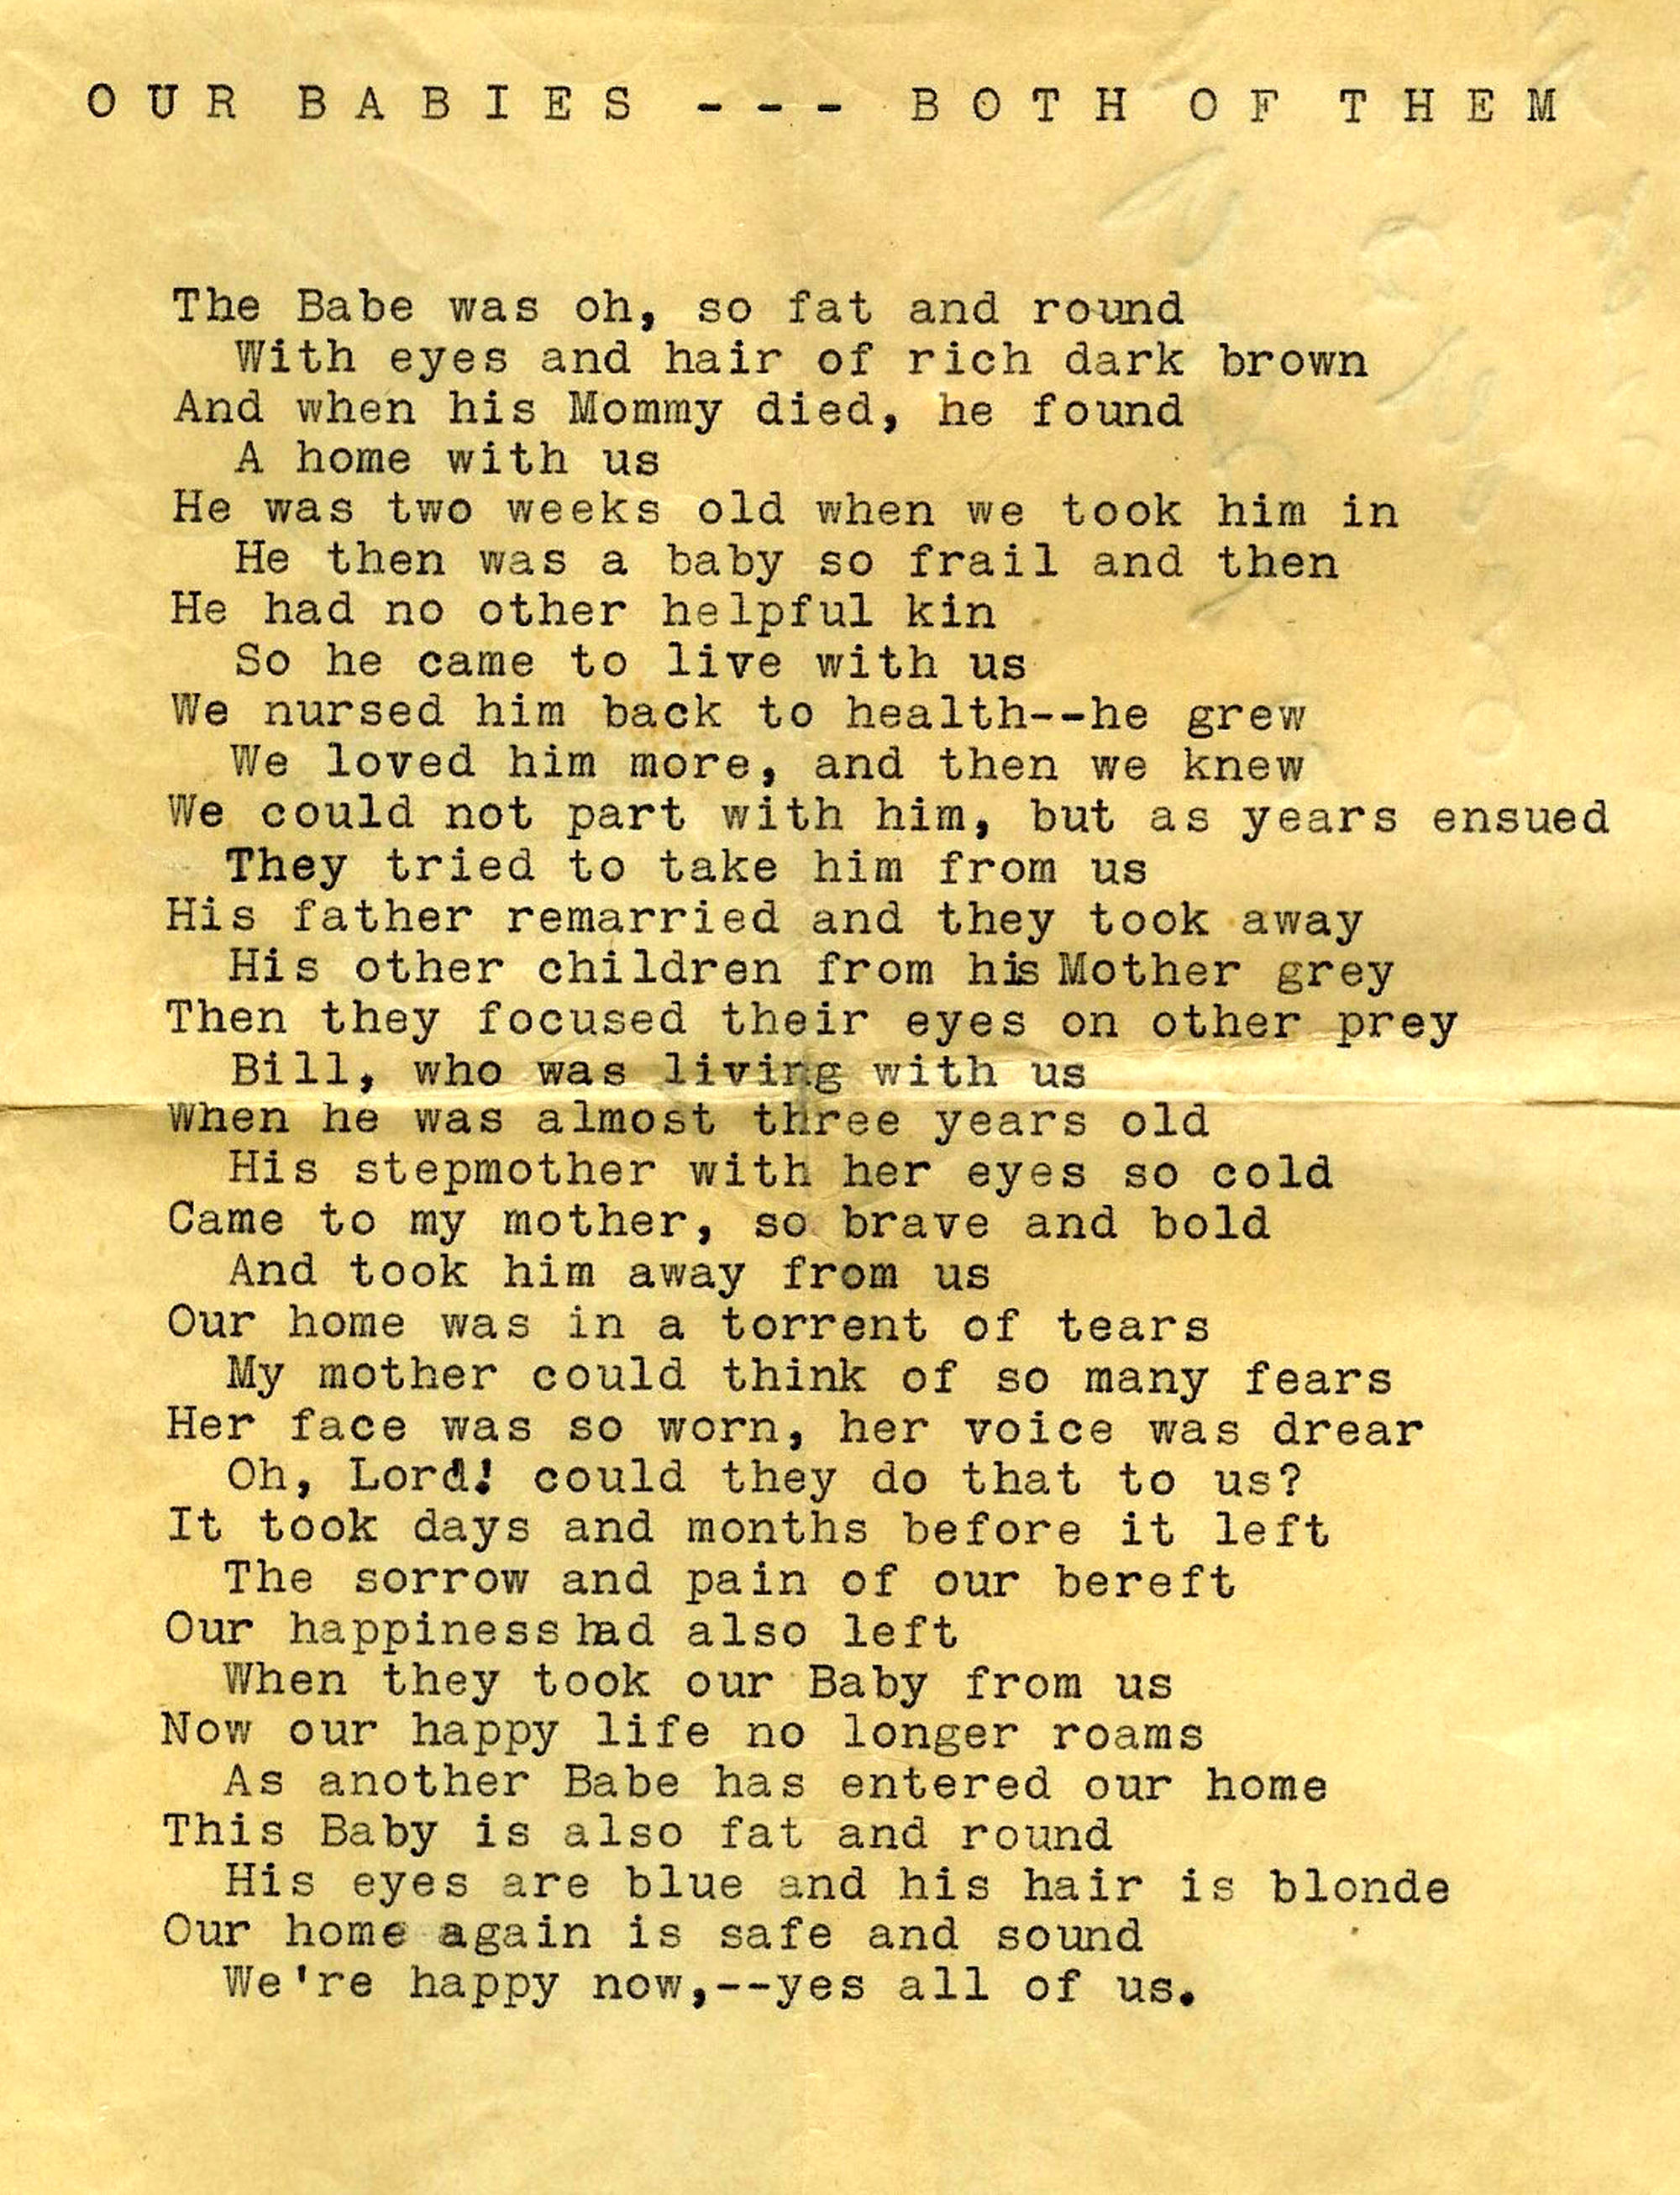 OUR BABIES --- BOTH OF THEM
The Babe was oh, so fat and round
With eyes and hair of rich dark brown
And when his Mommy died, he found
A home with us
He was two weeks old when we took him in
He then was a baby so frail and then
He had no other helpful kin
So he came to live with us
We nursed him back to health--he grew
We loved him more, and then we knew
We could not part with him, but as years ensued
They tried to take him from us
His father remarried and they took away
His other children from his Mother grey
Then they focused their eyes on other prey
Bill, who was living with us
When he was almost three years old
His stepmother with her eyes so cold
Came to my mother, so brave and bold
And took him away from us
Our home was in a torrent of tears
My mother could think of so many fears
Her face was so worn, her voice was drear
Oh, Lord! could they do that to us?
It took days and months before it left
The sorrow and pain of our bereft
Our happiness had also left
When they took our Baby from us
Now our happy life no longer roams
As another Babe has entered our home
This Baby is also fat and round
His eyes are blue and his hair is blonde
Our home again is safe and sound
We're happy now,--yes all of us.